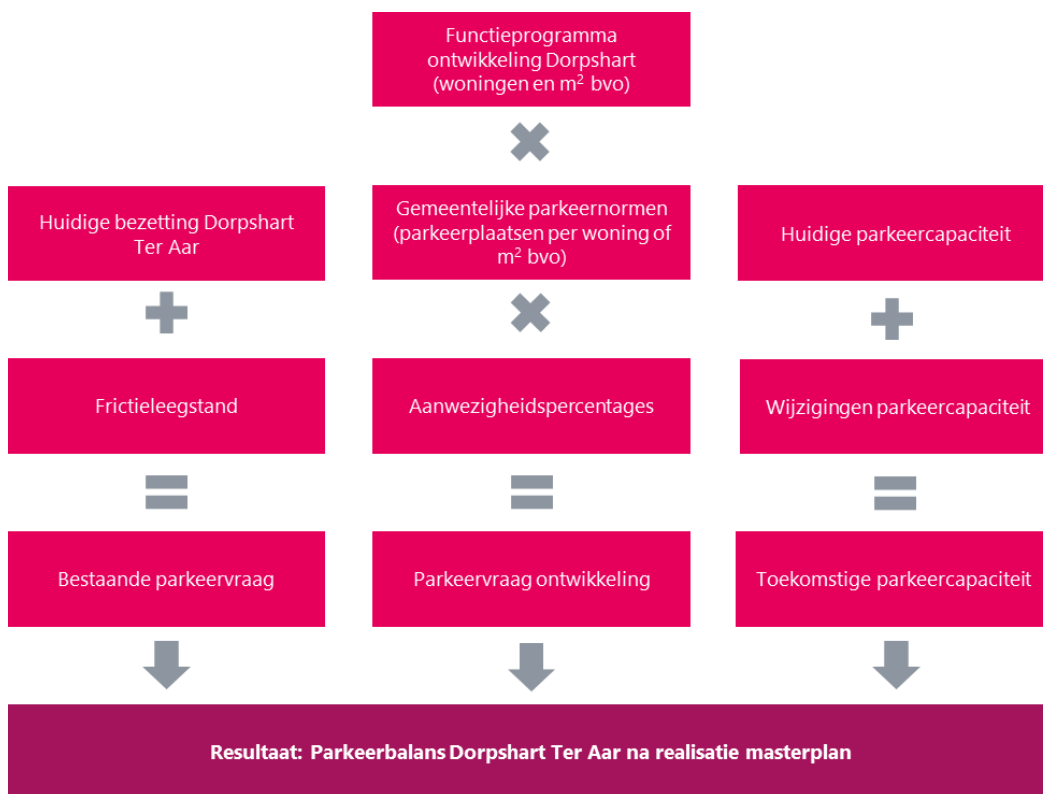 Functieprogramma
ontwikkeling Dorpshart
(woningen en m² bvo)
Huidige bezetting Dorpshart
Ter Aar
Gemeentelijke parkeernormen
(parkeerplaatsen per woning of
m² bvo)
Huidige parkeercapaciteit
Frictieleegstand
Aanwezigheidspercentages
Wijzigingen parkeercapaciteit
Bestaande parkeervraag
Parkeervraag ontwikkeling
Toekomstige parkeercapaciteit
Resultaat: Parkeerbalans Dorpshart Ter Aar na realisatie masterplan